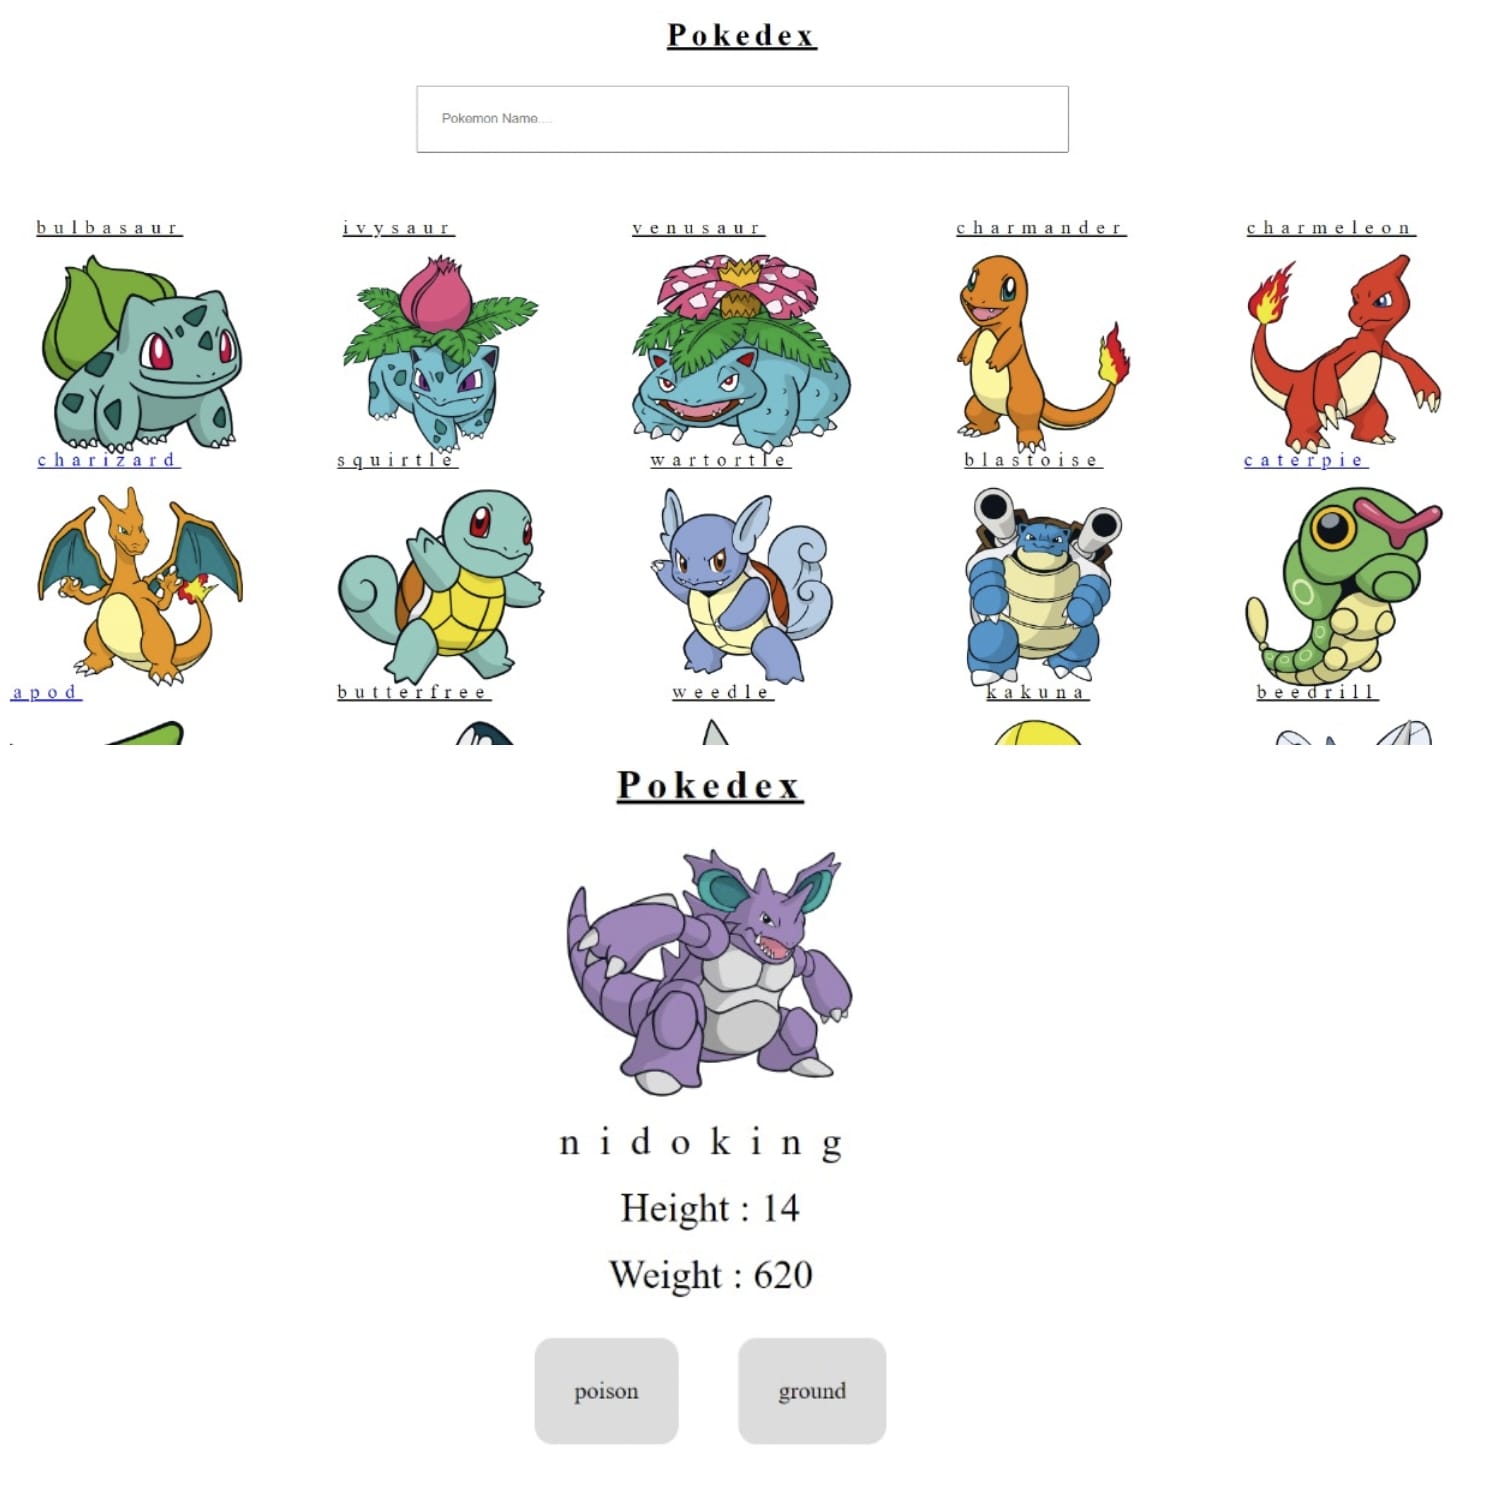 Pokedex
Pokemon Name....
bulbasaur ivysaur venusaur charmander charmeleon
charizard squirtle wartortle blastoise caterpie
apod butterfree weedle kakuna beedrill
Pokedex
nidoking
Height : 14
Weight : 620
poison ground